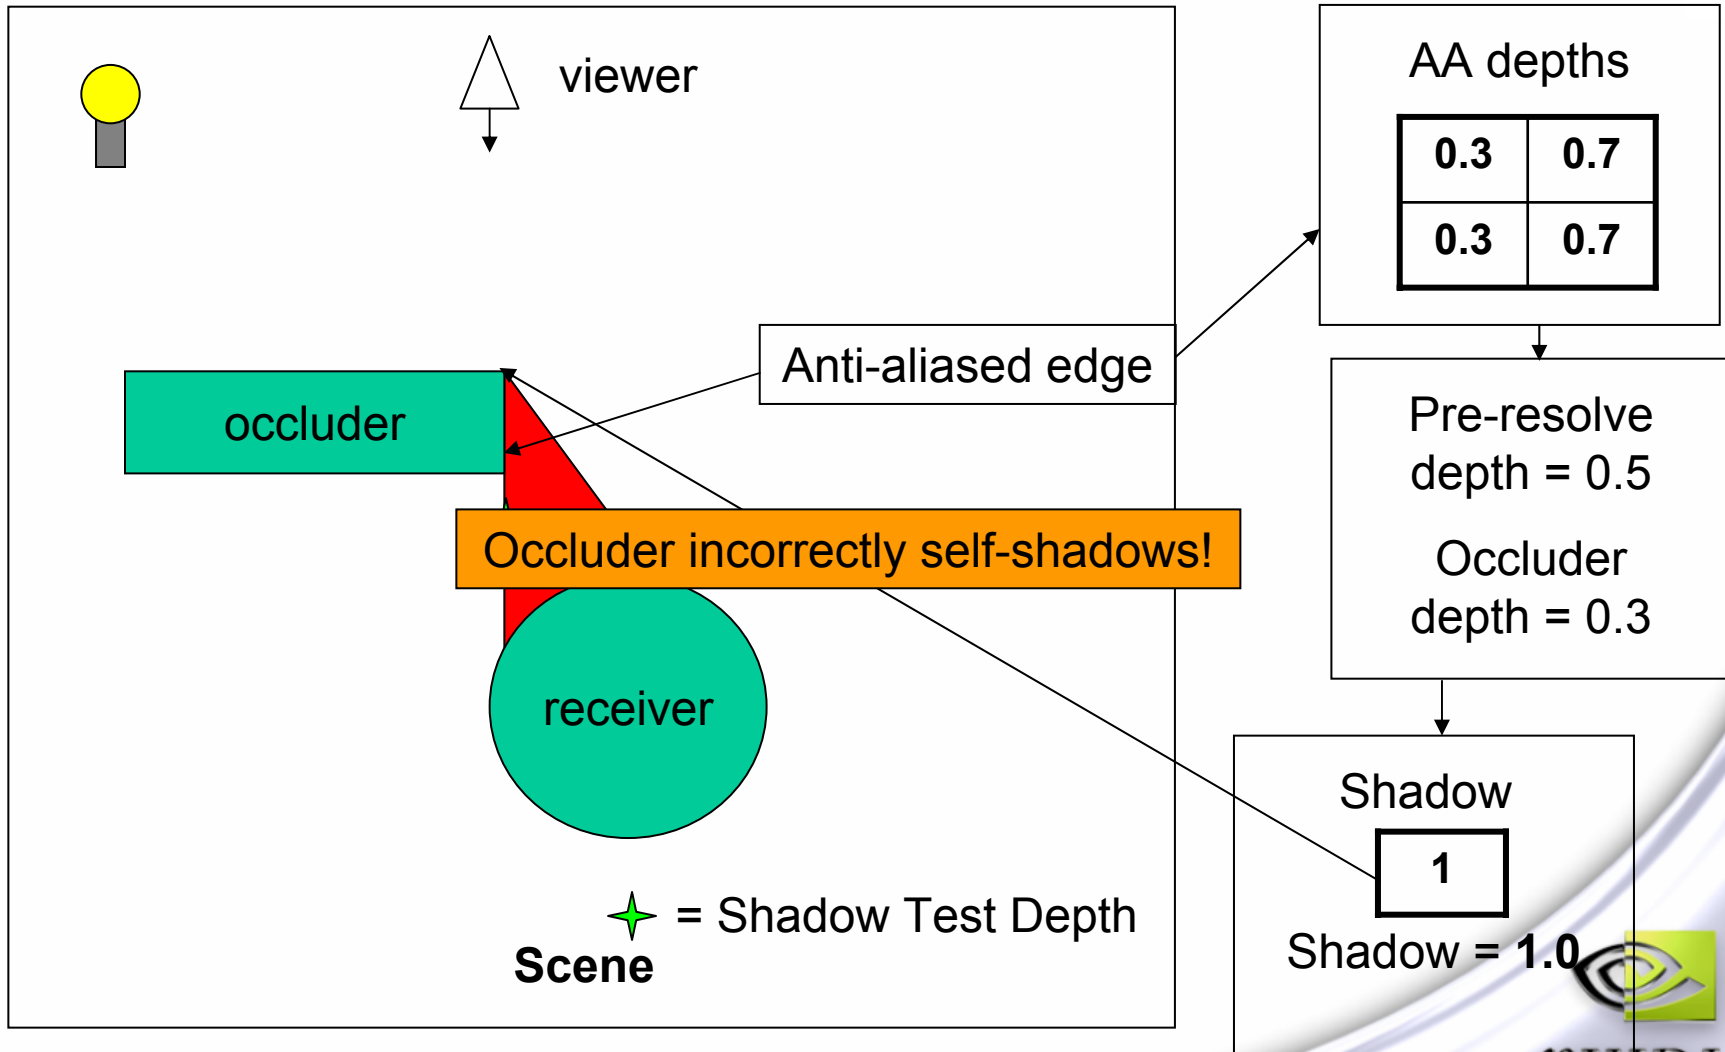 viewer
AA depths
0.3 0.7
0.3 0.7
Anti-aliased edge
occluder
Pre-resolve
depth = 0.5
Occluder
depth = 0.3
Occluder incorrectly self-shadows!
receiver
Shadow
1
Shadow = 1.0
= Shadow Test Depth
Scene